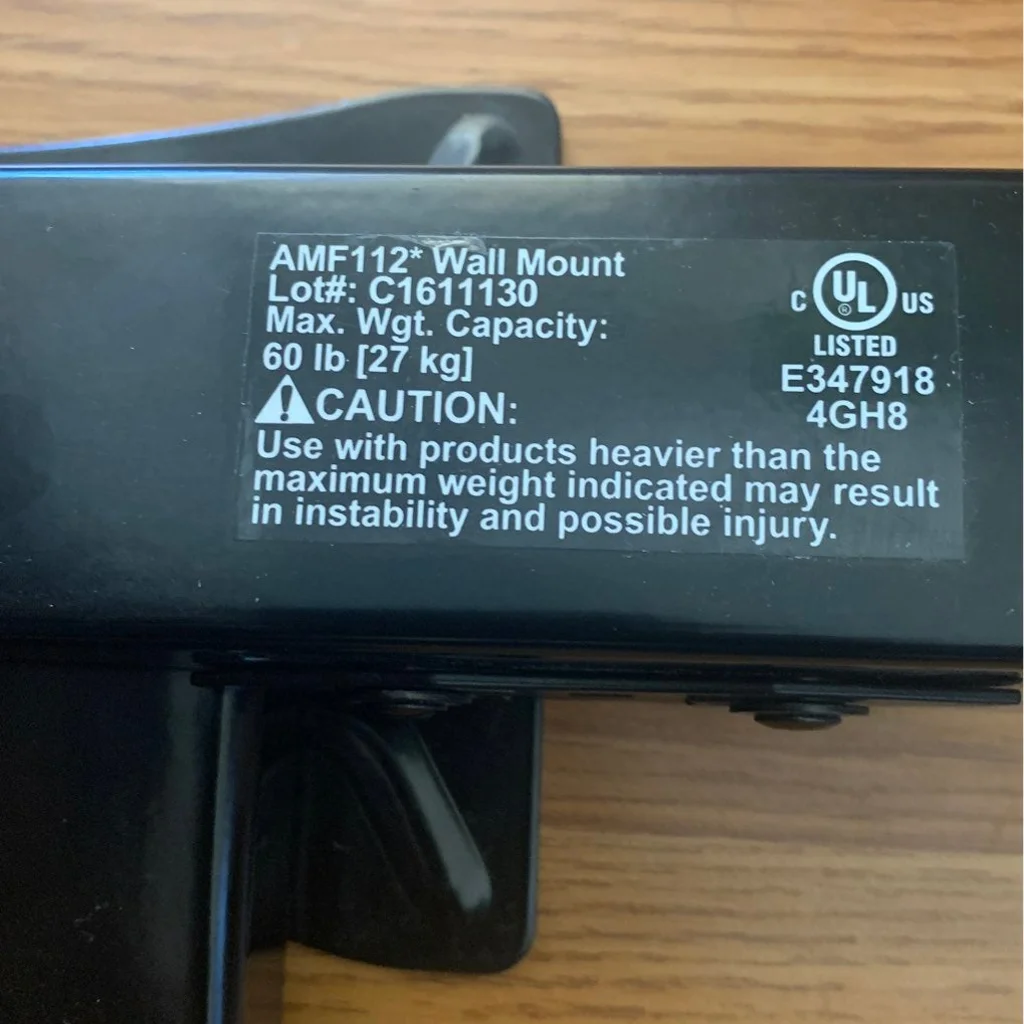 AMF112* Wall Mount
Lot#: C1611130
Max. Wgt. Capacity:
60 lb [27 kg]
CAUTION:
Use with products heavier than the
maximum weight indicated may result
in instability and possible injury.
C UL ® US
LISTED
E347918
4GH8